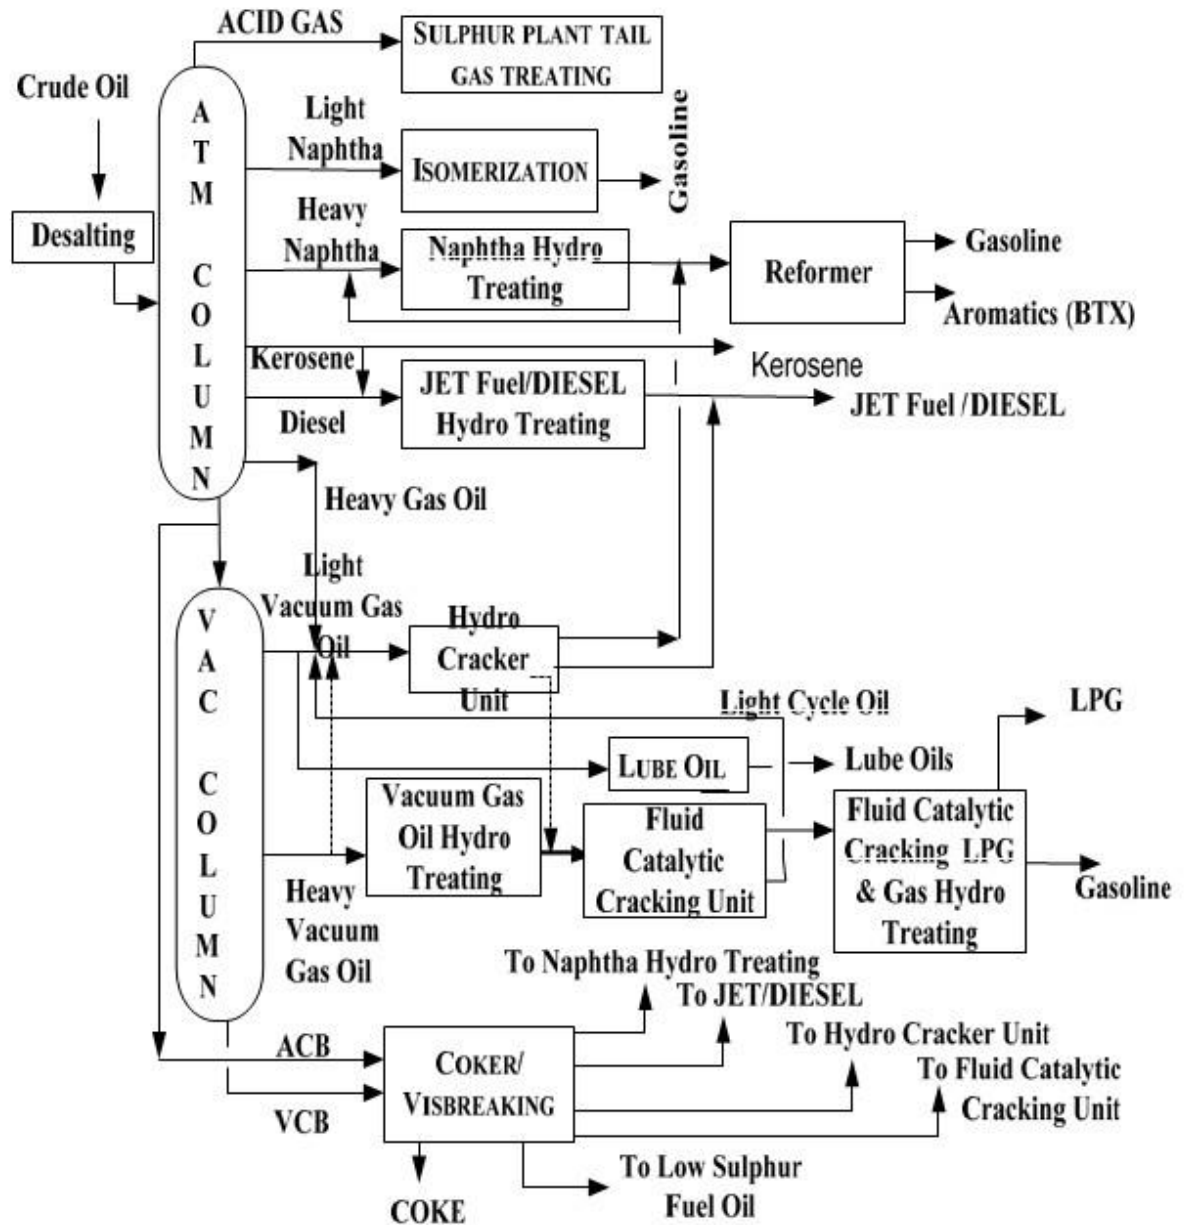 ACID GAS
SULPHUR PLANT TAIL
GAS TREATING
Crude Oil
Desalting
A
T
M
C
O
L
U
M
N
Light
Naphtha
ISOMERIZATION
Gasoline
Heavy
Naphtha
Naphtha Hydro
Treating
Reformer
Gasoline
Aromatics (BTX)
Kerosene
Kerosene
Diesel
JET Fuel/DIESEL
Hydro Treating
JET Fuel /DIESEL
Heavy Gas Oil
V
A
C
C
O
L
U
M
N
Light
Vacuum Gas
Oil
Hydro
Cracker
Unit
Light Cycle Oil
LPG
LUBE OIL
Lube Oils
Vacuum Gas
Oil Hydro
Treating
Fluid
Catalytic
Cracking Unit
Fluid Catalytic
Cracking LPG
& Gas Hydro
Treating
Gasoline
Heavy
Vacuum
Gas Oil
To Naphtha Hydro Treating
To JET/DIESEL
To Hydro Cracker Unit
To Fluid Catalytic
Cracking Unit
ACB
VCB
COKER/
VISBREAKING
COKE
To Low Sulphur
Fuel Oil